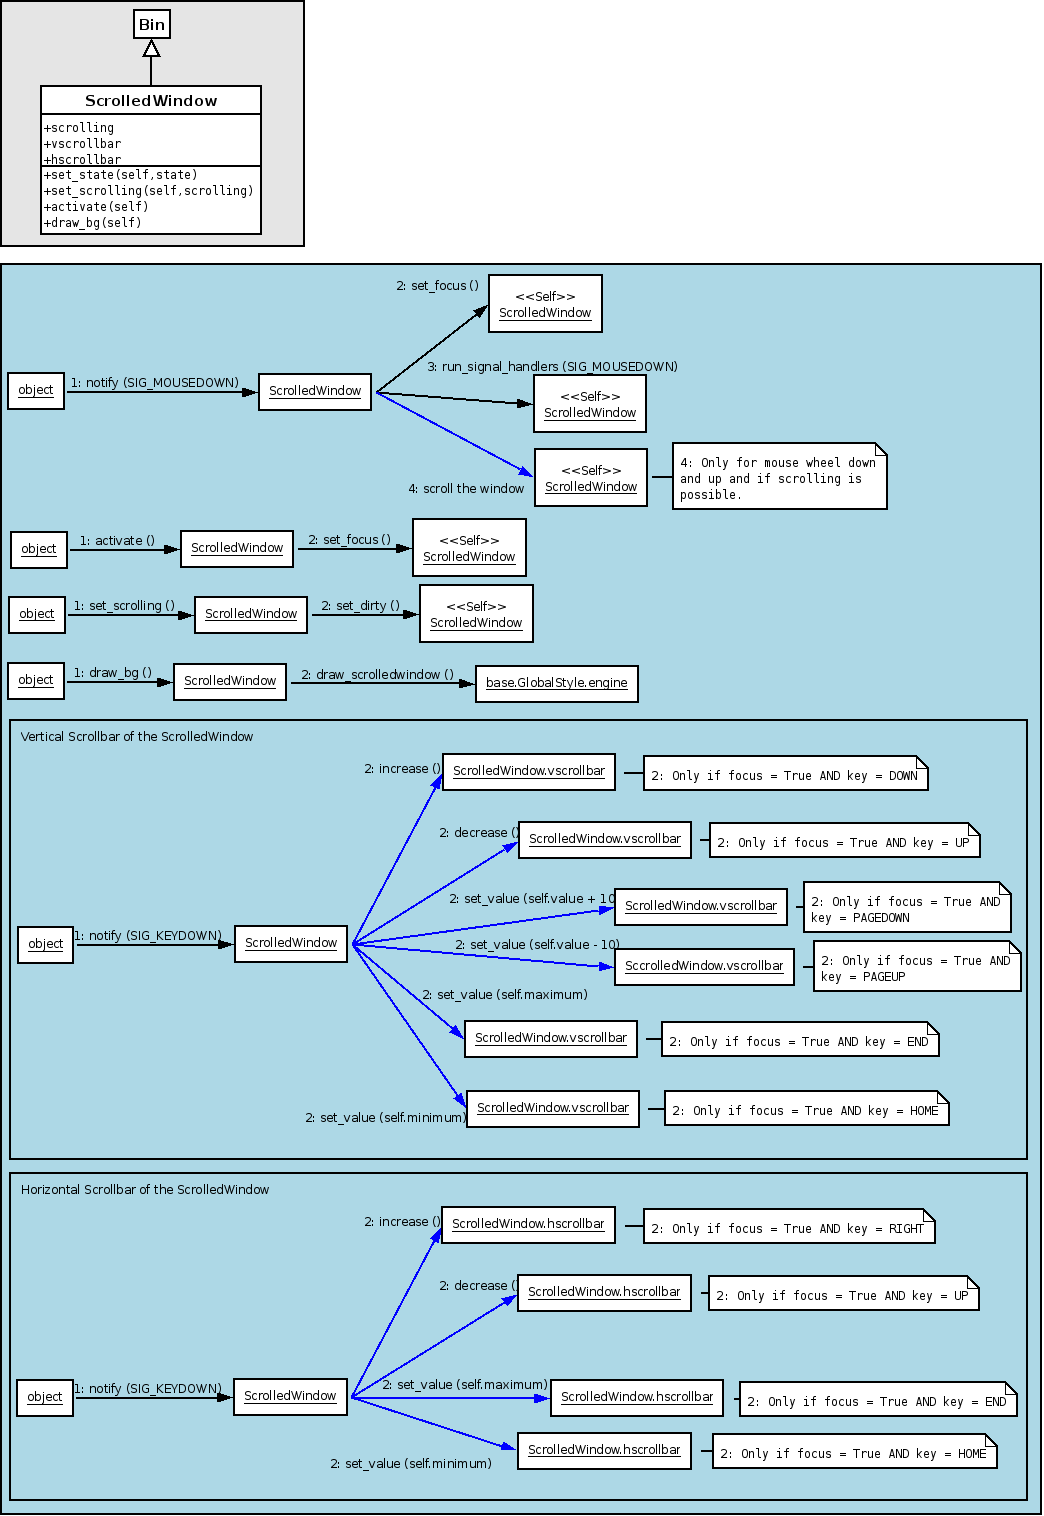 Bin
ScrolledWindow
+scrolling
+vscrollbar
+hscrollbar
+set_state(self,state)
+set_scrolling(self,scrolling)
+activate(self)
+draw_bg(self)
2: set_focus ()
<<Self>>
ScrolledWindow
object
1: notify (SIG_MOUSEDOWN)
ScrolledWindow
3: run_signal_handlers (SIG_MOUSEDOWN)
<<Self>>
ScrolledWindow
4: scroll the window
<<Self>>
ScrolledWindow
4: Only for mouse wheel down
and up and if scrolling is
possible.
object
1: activate ()
ScrolledWindow
2: set_focus ()
<<Self>>
ScrolledWindow
object
1: set_scrolling ()
ScrolledWindow
2: set_dirty ()
<<Self>>
ScrolledWindow
object
1: draw_bg ()
ScrolledWindow
2: draw_scrolledwindow ()
base.GlobalStyle.engine
Vertical Scrollbar of the ScrolledWindow
2: increase ()
ScrolledWindow.vscrollbar
2: Only if focus = True AND key = DOWN
2: decrease ()
ScrolledWindow.vscrollbar
2: Only if focus = True AND key = UP
2: set_value (self.value + 10
ScrolledWindow.vscrollbar
2: Only if focus = True AND
key = PAGEDOWN
object
1: notify (SIG_KEYDOWN)
ScrolledWindow
2: set_value (self.value - 10)
SccrolledWindow.vscrollbar
2: Only if focus = True AND
key = PAGEUP
2: set_value (self.maximum)
ScrolledWindow.vscrollbar
2: Only if focus = True AND key = END
2: set_value (self.minimum)
ScrolledWindow.vscrollbar
2: Only if focus = True AND key = HOME
Horizontal Scrollbar of the ScrolledWindow
2: increase ()
ScrolledWindow.hscrollbar
2: Only if focus = True AND key = RIGHT
2: decrease ()
ScrolledWindow.hscrollbar
2: Only if focus = True AND key = UP
object
1: notify (SIG_KEYDOWN)
ScrolledWindow
2: set_value (self.maximum)
ScrolledWindow.hscrollbar
2: Only if focus = True AND key = END
2: set_value (self.minimum)
ScrolledWindow.hscrollbar
2: Only if focus = True AND key = HOME